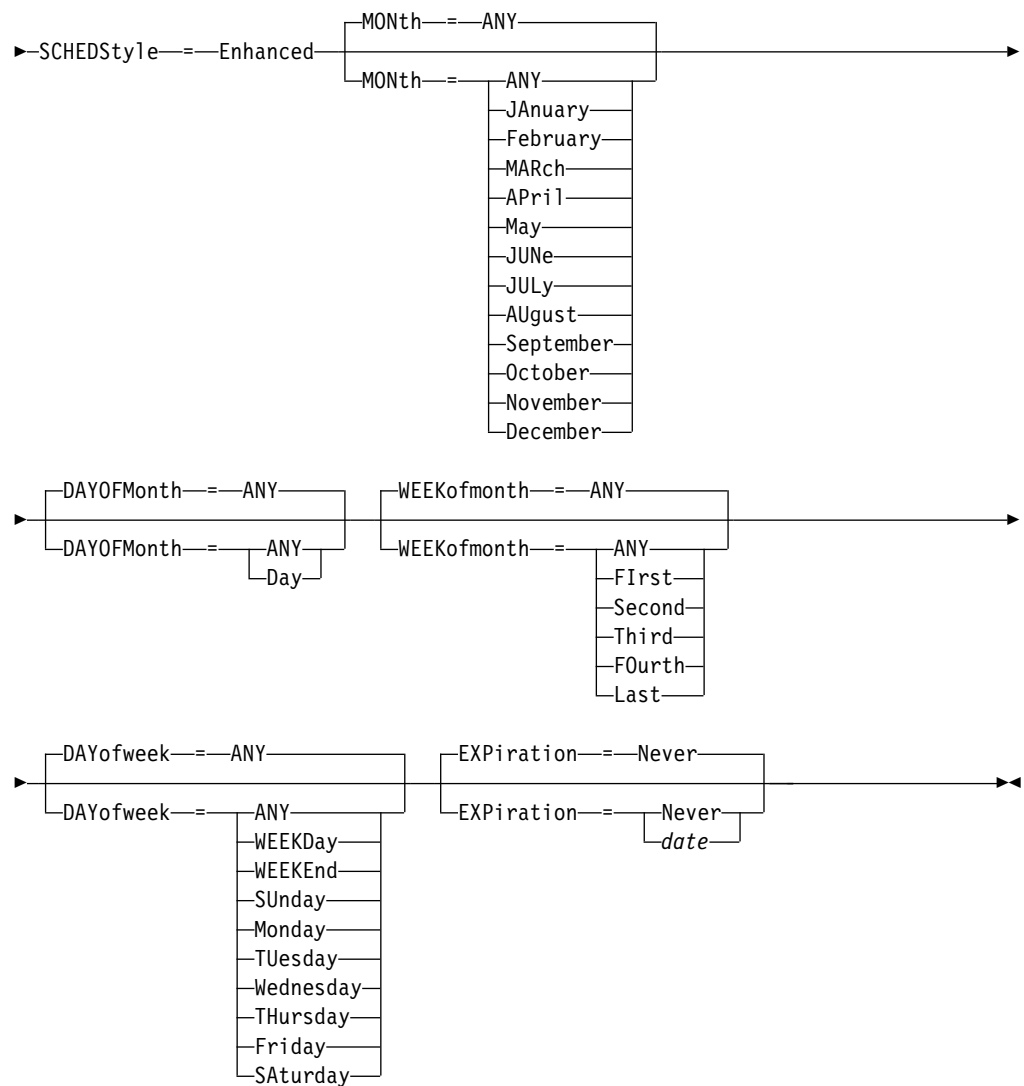 MONth = ANY
SCHEDStyle = Enhanced
MONth = ANY
JAnuary
February
MARch
APril
May
JUNe
JULy
AUgust
September
October
November
December
DAYOFMonth = ANY WEEKofmonth = ANY
DAYOFMonth = ANY WEEKofmonth = ANY
Day FIrst
Second
Third
FOurth
Last
DAYofweek = ANY EXPiration = Never
DAYofweek = ANY EXPiration = Never
WEEKDay date
WEEKEnd
SUnday
Monday
TUesday
Wednesday
THursday
Friday
SAturday